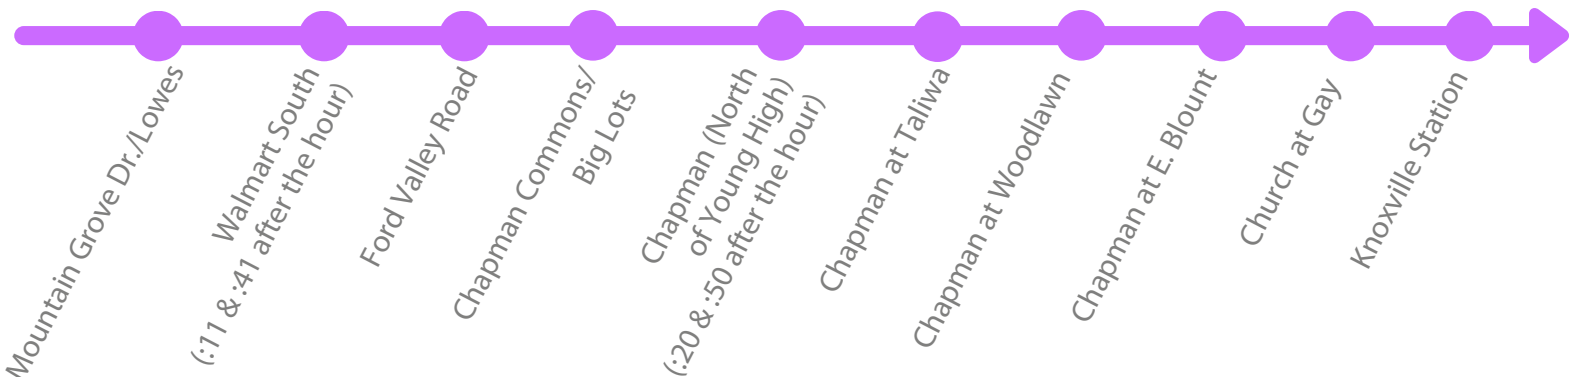 Mountain Grove Dr./Lowes
Walmart South
(:11 & :41 after the hour)
Ford Valley Road
Chapman Commons/
Big Lots
Chapman (North
of Young High)
(:20 & :50 after the hour)
Chapman at Taliwa
Chapman at Woodlawn
Chapman at E. Blount
Church at Gay
Knoxville Station